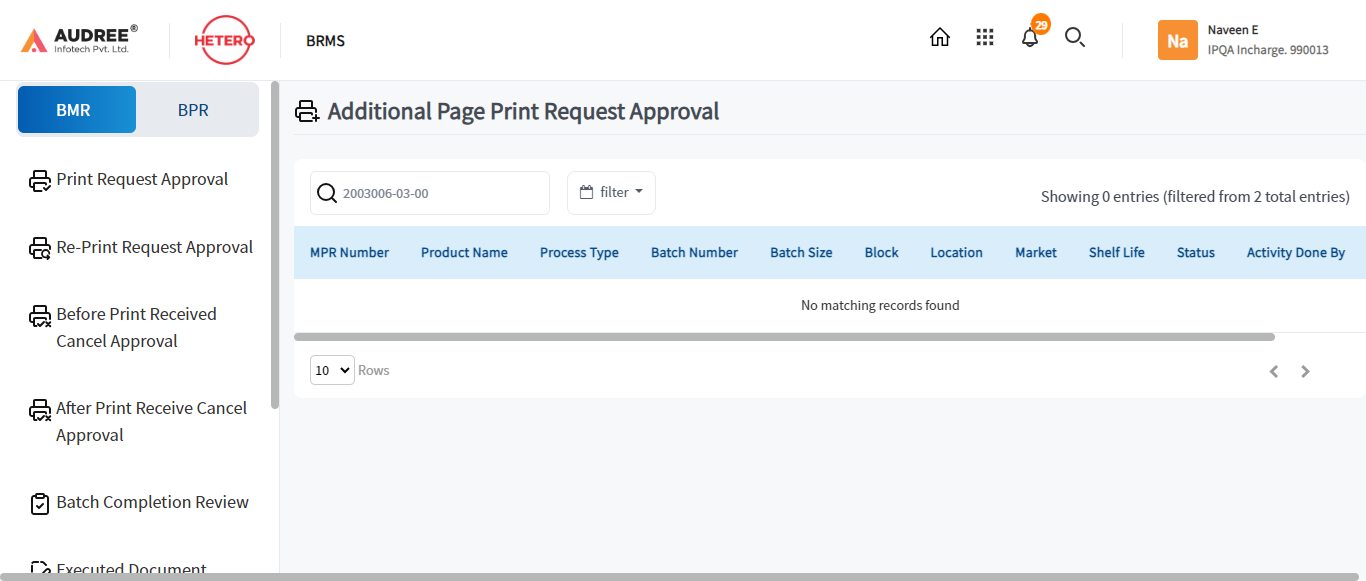 AUDREE®
Infotech Pvt. Ltd.
HETERO
BRMS
29
Na
Naveen E
IPQA Incharge. 990013
BMR
BPR
Print Request Approval
Re-Print Request Approval
Before Print Received
Cancel Approval
After Print Receive Cancel
Approval
Batch Completion Review
Executed Document
Additional Page Print Request Approval
2003006-03-00
filter
Showing 0 entries (filtered from 2 total entries)
MPR Number Product Name Process Type Batch Number Batch Size Block Location Market Shelf Life Status Activity Done By
No matching records found
10 Rows